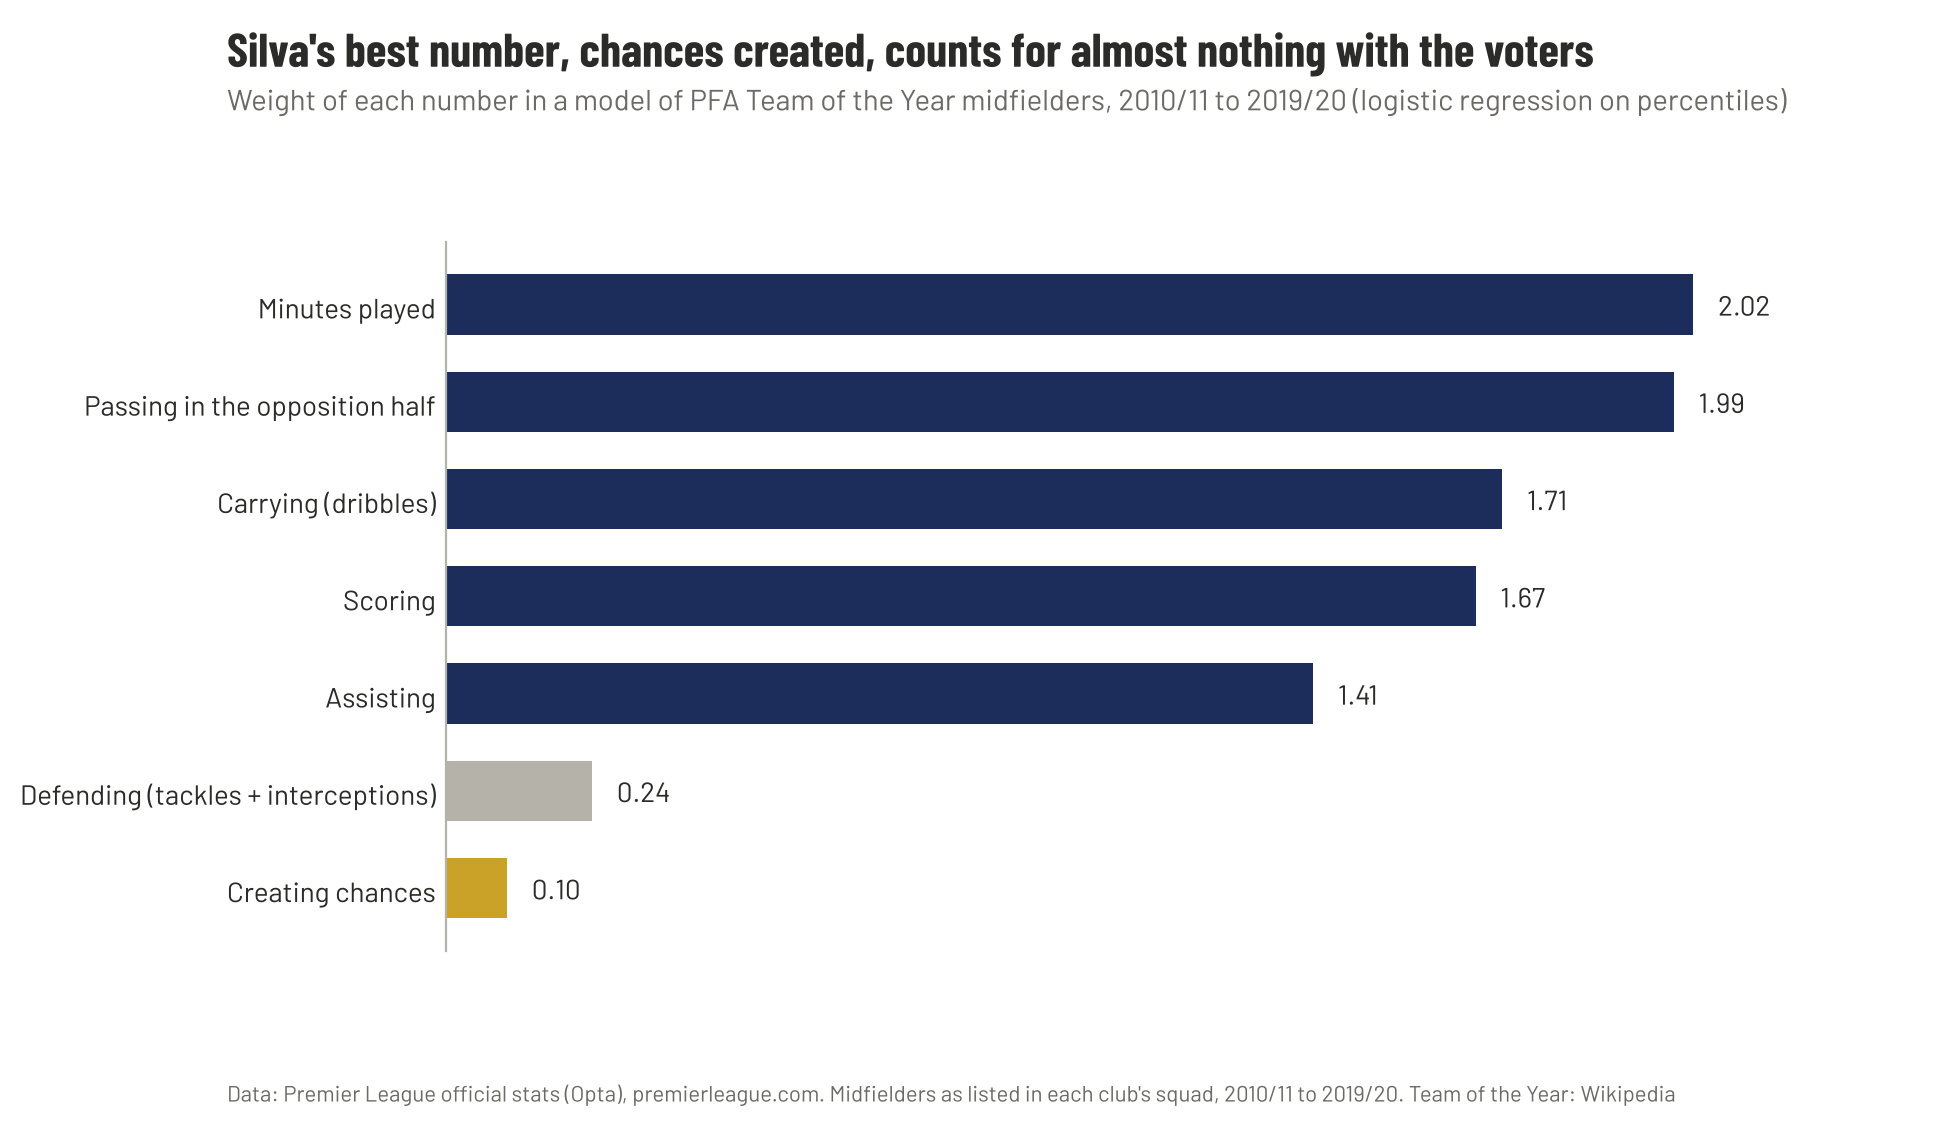 Silva's best number, chances created, counts for almost nothing with the voters
Weight of each number in a model of PFA Team of the Year midfielders, 2010/11 to 2019/20 (logistic regression on percentiles)
Minutes played 2.02
Passing in the opposition half 1.99
Carrying (dribbles) 1.71
Scoring 1.67
Assisting 1.41
Defending (tackles + interceptions) 0.24
Creating chances 0.10
Data: Premier League official stats (Opta), premierleague.com. Midfielders as listed in each club's squad, 2010/11 to 2019/20. Team of the Year: Wikipedia